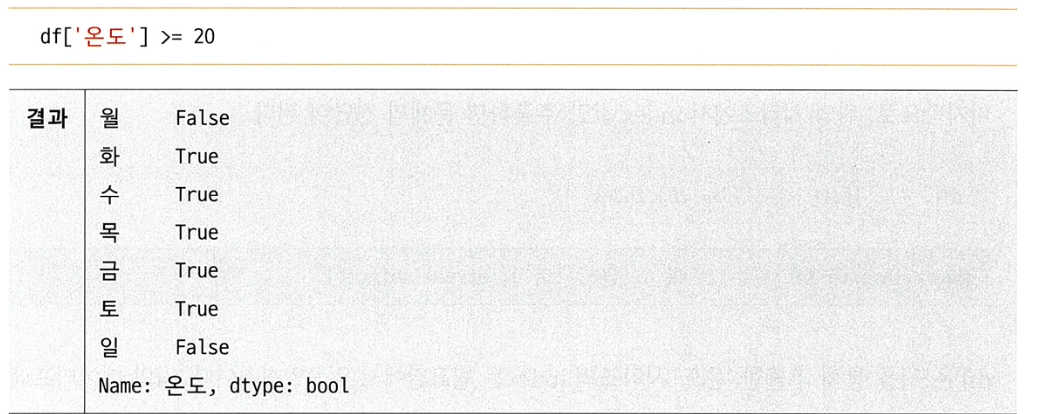 df['온도'] >= 20
결과 월 False
화 True
수 True
목 True
금 True
토 True
일 False
Name: 온도, dtype: bool